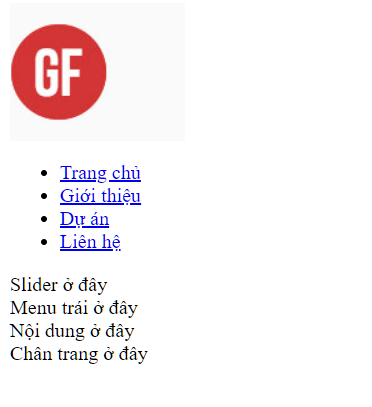 GF
Trang chủ
Giới thiệu
Dự án
Liên hệ
Slider ở đây
Menu trái ở đây
Nội dung ở đây
Chân trang ở đây